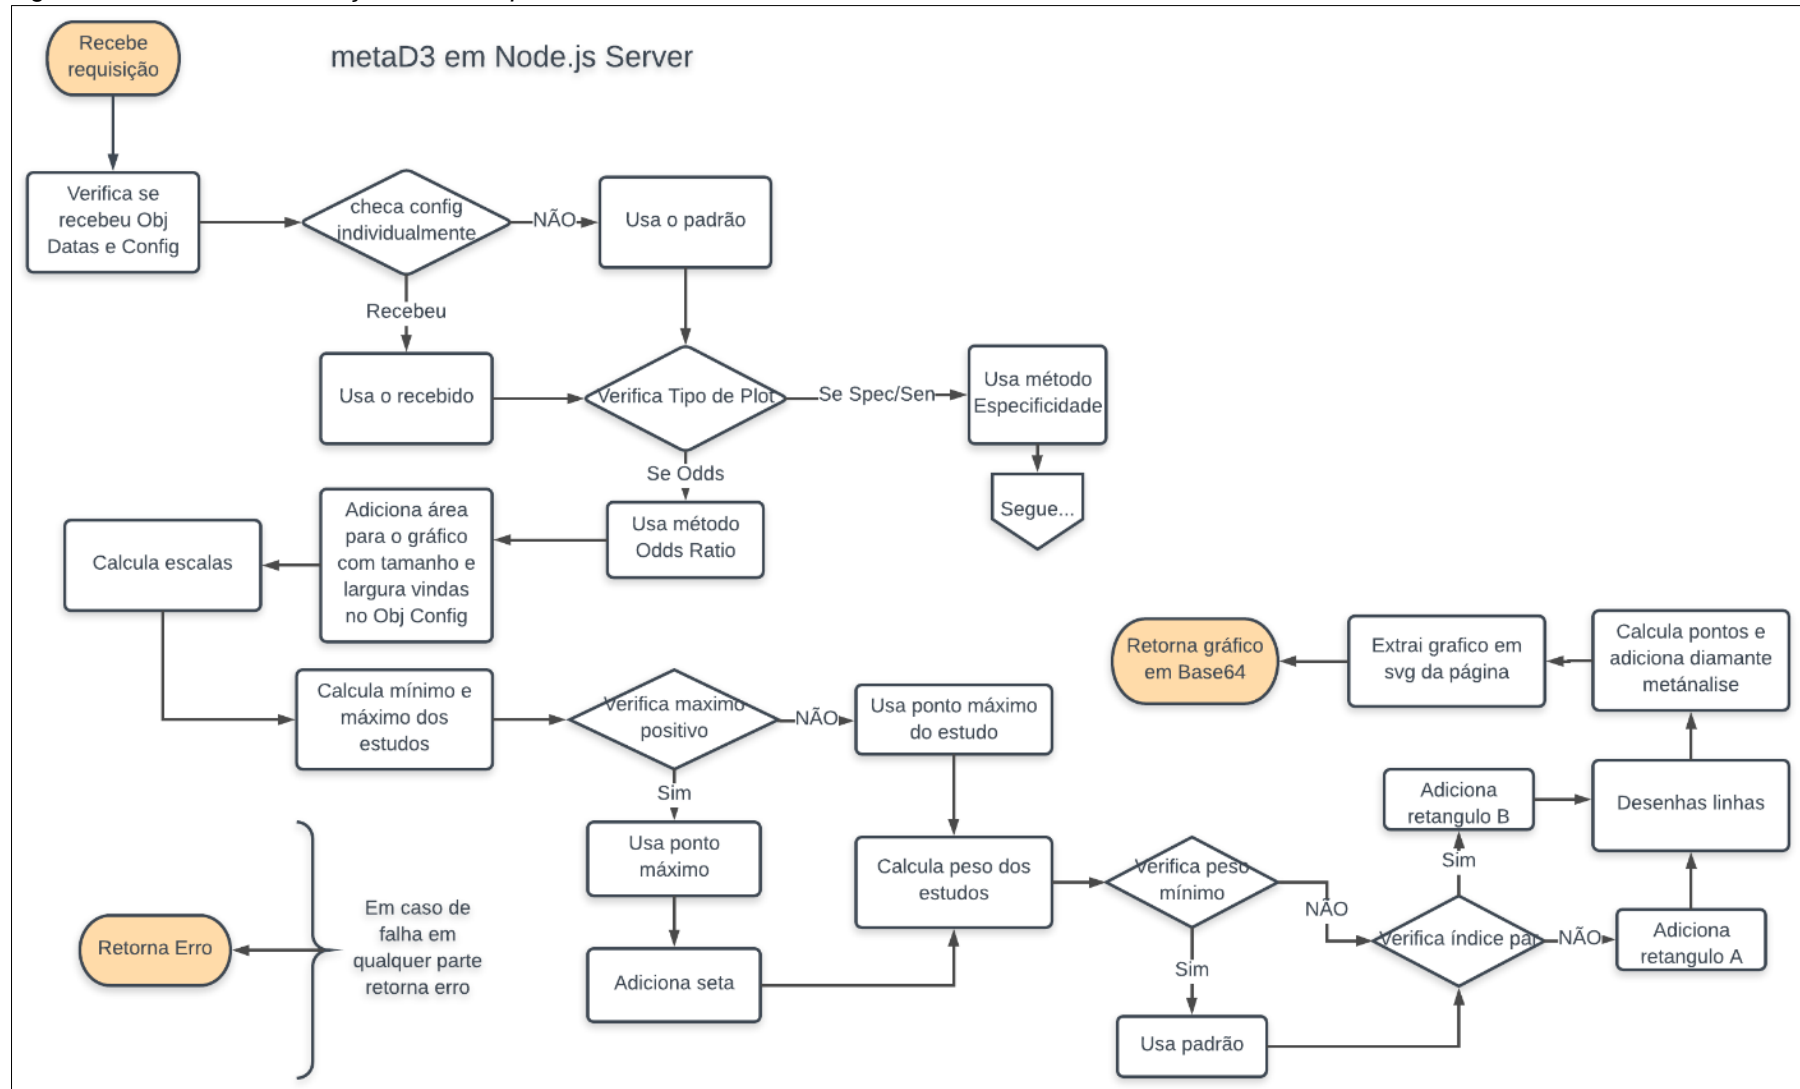 Recebe
requisição
metaD3 em Node.js Server
Verifica se
recebeu Obj
Datas e Config
checa config
individualmente
NÃO
Usa o padrão
Recebeu
Usa o recebido
Verifica Tipo de Plot
Se Spec/Sen
Usa método
Especificidade
Segue...
Se Odds
Usa método
Odds Ratio
Adiciona área
para o gráfico
com tamanho e
largura vindas
no Obj Config
Calcula escalas
Calcula mínimo e
máximo dos
estudos
Verifica maximo
positivo
NÃO
Usa ponto máximo
do estudo
Sim
Usa ponto
máximo
Adiciona seta
Calcula peso dos
estudos
Verifica peso
mínimo
NÃO
Sim
Usa padrão
Verifica índice par
Sim
NÃO
Adiciona
retangulo B
Adiciona
retangulo A
Desenhas linhas
Calcula pontos e
adiciona diamante
metánalise
Extrai grafico em
svg da página
Retorna gráfico
em Base64
Em caso de
falha em
qualquer parte
retorna erro
Retorna Erro